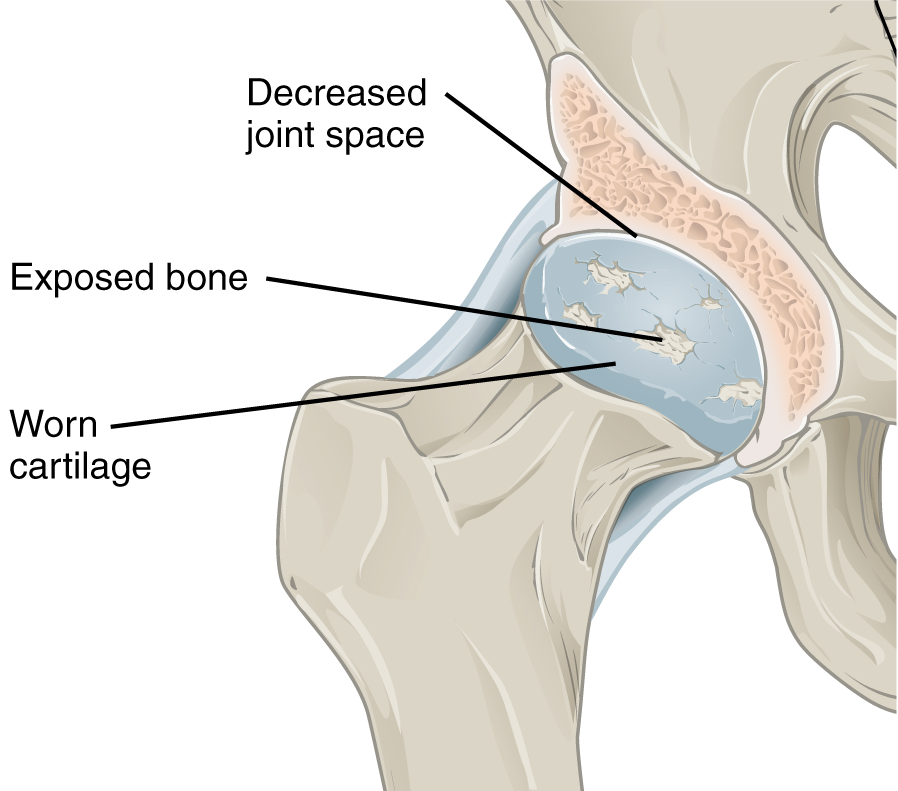 Decreased
joint space
Exposed bone
Worn
cartilage